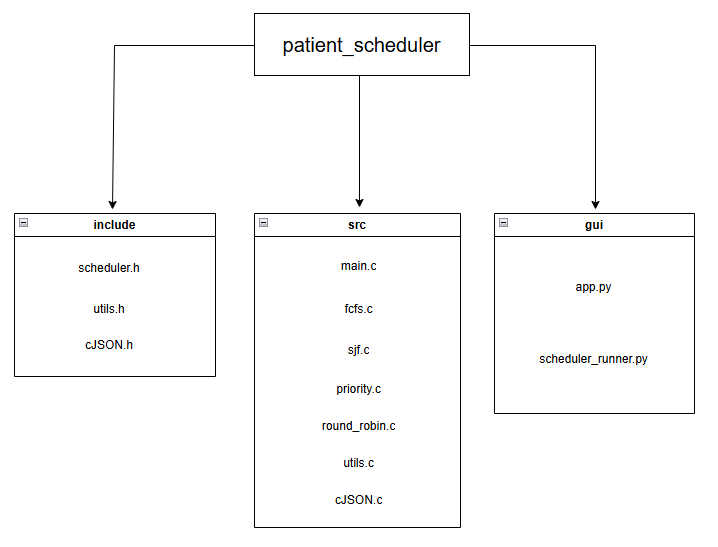 patient_scheduler
include
scheduler.h
utils.h
cJSON.h
src
main.c
fcfs.c
sjf.c
priority.c
round_robin.c
utils.c
cJSON.c
gui
app.py
scheduler_runner.py